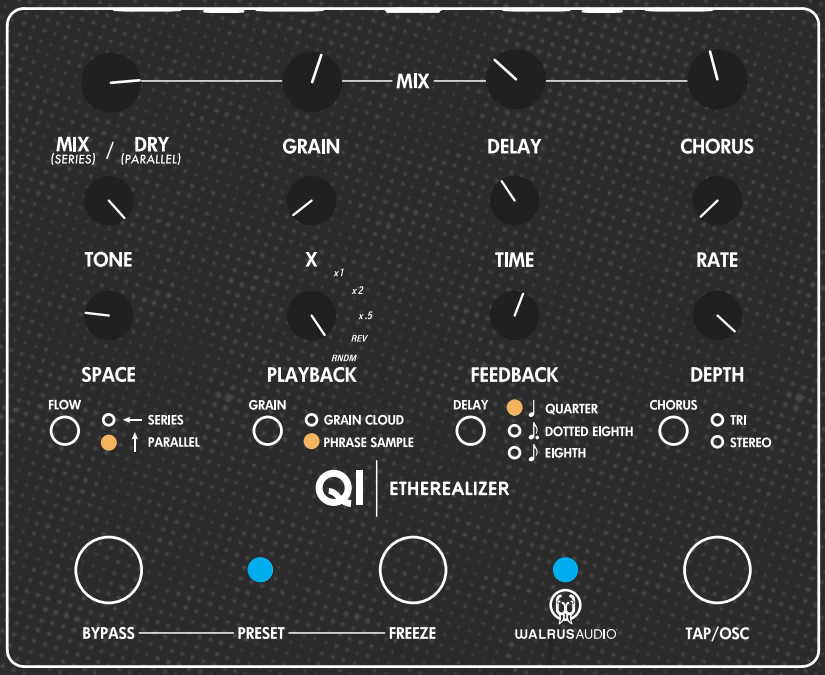 MIX
MIX / DRY
(SERIES) (PARALLEL)
GRAIN
DELAY
CHORUS
TONE
X
TIME
RATE
x1
x2
x.5
REV
RNDM
SPACE
PLAYBACK
FEEDBACK
DEPTH
FLOW
SERIES
PARALLEL
GRAIN
GRAIN CLOUD
PHRASE SAMPLE
DELAY
QUARTER
DOTTED EIGHTH
EIGHTH
CHORUS
TRI
STEREO
QI
ETHEREALIZER
BYPASS
PRESET
FREEZE
WALRUS AUDIO
TAP/OSC